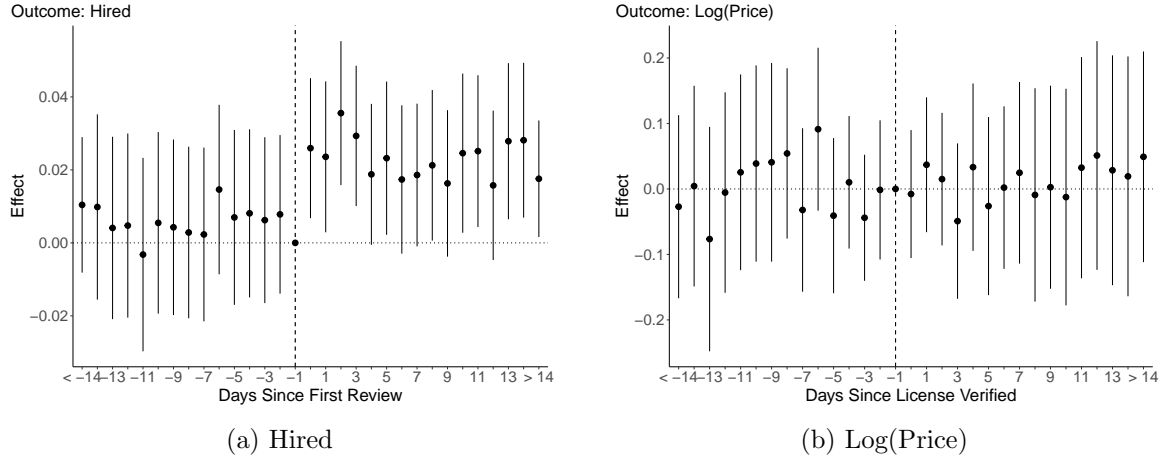 Outcome: Hired
Effect
0.04
0.02
0.00
−0.02
< −14 −13 −11 −9 −7 −5 −3 −1 1 3 5 7 9 11 13 > 14
Days Since First Review
(a) Hired
Outcome: Log(Price)
Effect
0.2
0.1
0.0
−0.1
−0.2
< −14 −13 −11 −9 −7 −5 −3 −1 1 3 5 7 9 11 13 > 14
Days Since License Verified
(b) Log(Price)